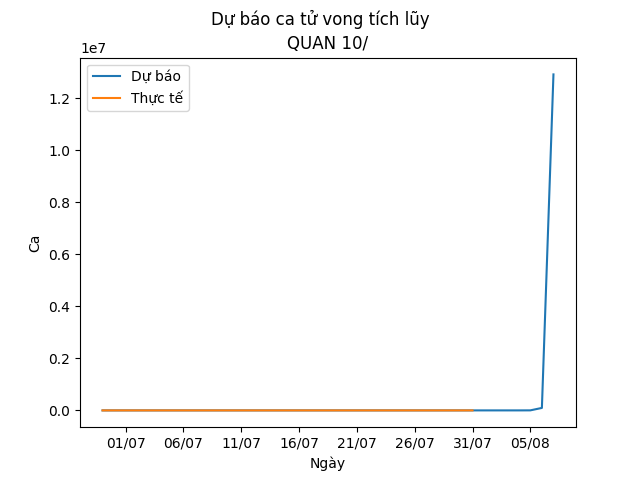 Dự báo ca tử vong tích lũy
QUAN 10/
1e7
Dự báo
Thực tế
1.2
1.0
0.8
0.6
0.4
0.2
0.0
Ca
01/07 06/07 11/07 16/07 21/07 26/07 31/07 05/08
Ngày